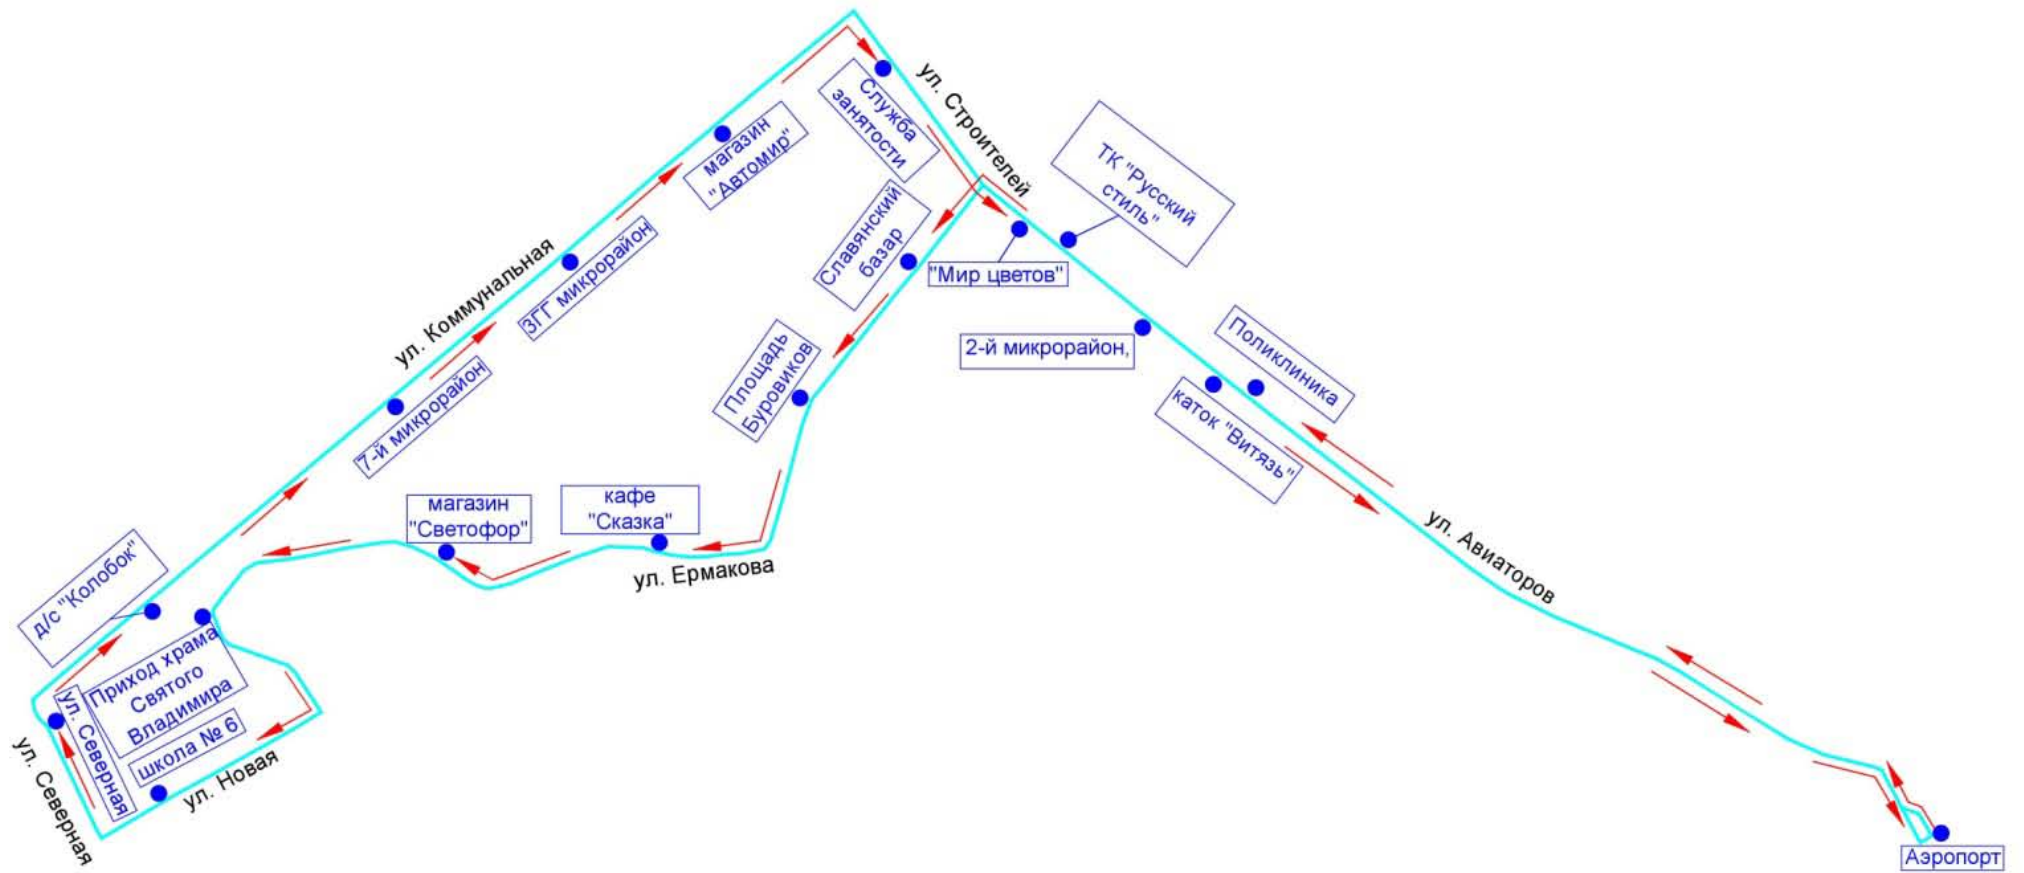 ул. Строителей
Служба
занятости
ТК "Русский
стиль"
магазин
"Автомир"
Славянский
базар
"Мир цветов"
ул. Коммунальная
3ГГ микрорайон
2-й микрорайон,
Поликлиника
Площадь
Буровиков
каток "Витязь"
7-й микрорайон
магазин
"Светофор"
кафе
"Сказка"
ул. Ермакова
ул. Авиаторов
д/с "Колобок"
Приход храма
Святого
Владимира
ул. Северная
школа № 6
ул. Новая
ул. Северная
Аэропорт